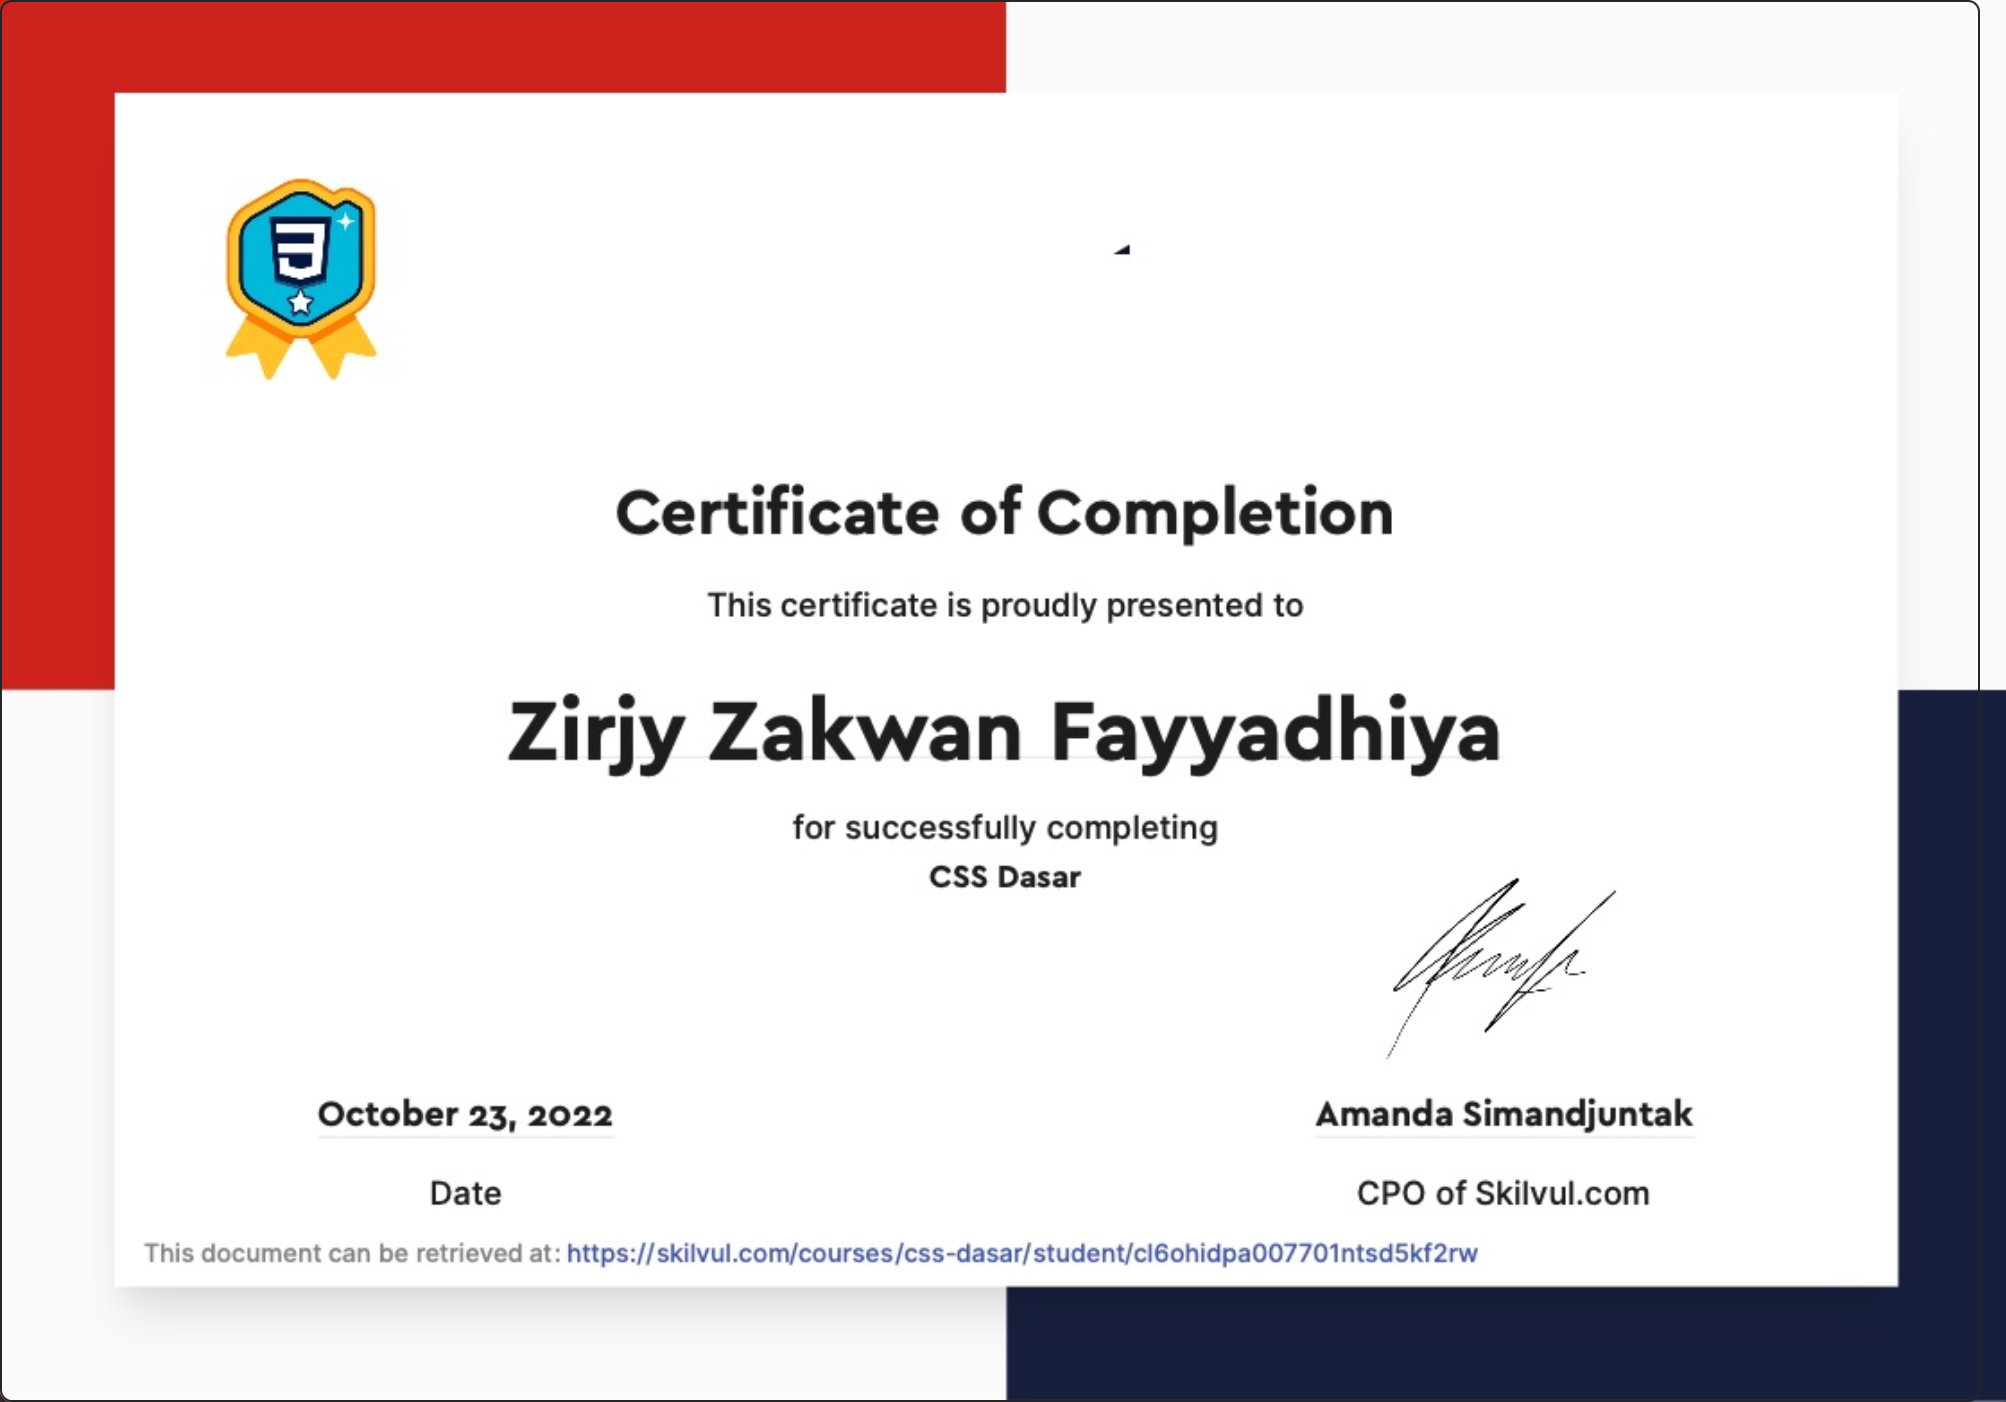 Certificate of Completion
This certificate is proudly presented to
Zirjy Zakwan Fayyadhiya
for successfully completing
CSS Dasar
October 23, 2022
Amanda Simandjuntak
Date
CPO of Skilvul.com
This document can be retrieved at: https://skilvul.com/courses/css-dasar/student/cl6ohidpa007701ntsd5kf2rw